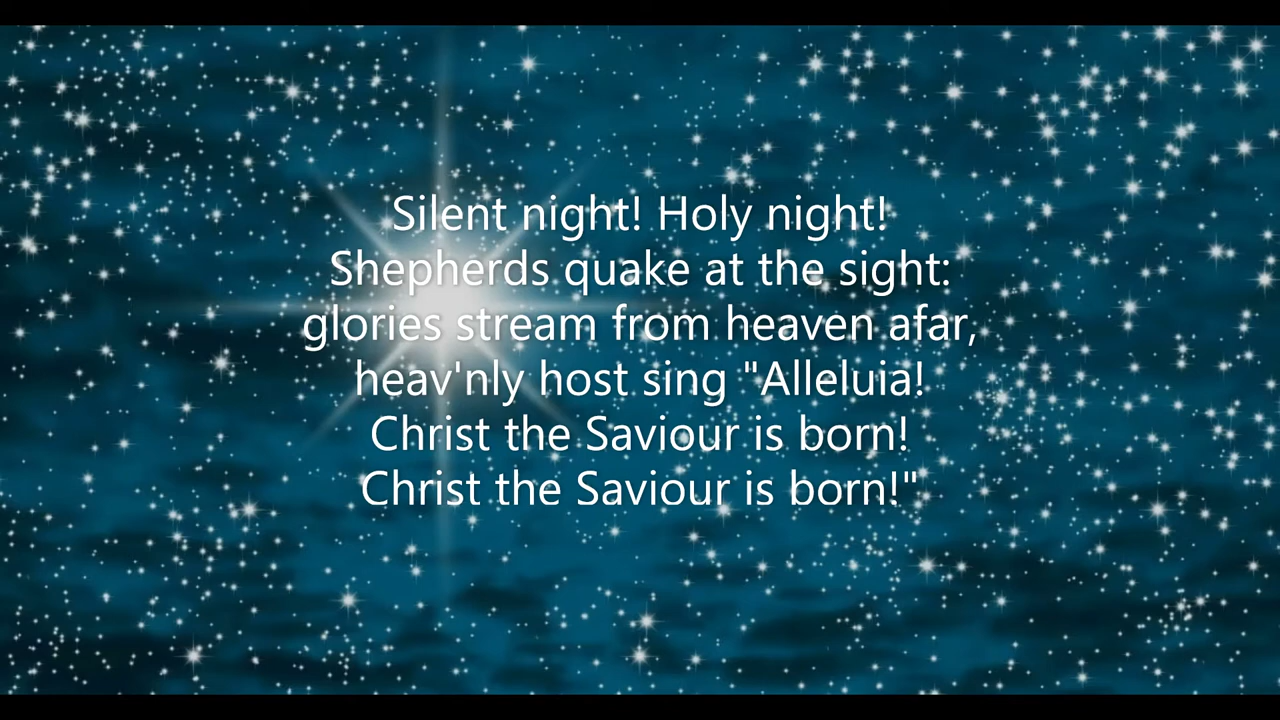 Silent night! Holy night!
Shepherds quake at the sight:
glories stream from heaven afar,
heav'nly host sing "Alleluia!
Christ the Saviour is born!
Christ the Saviour is born!"